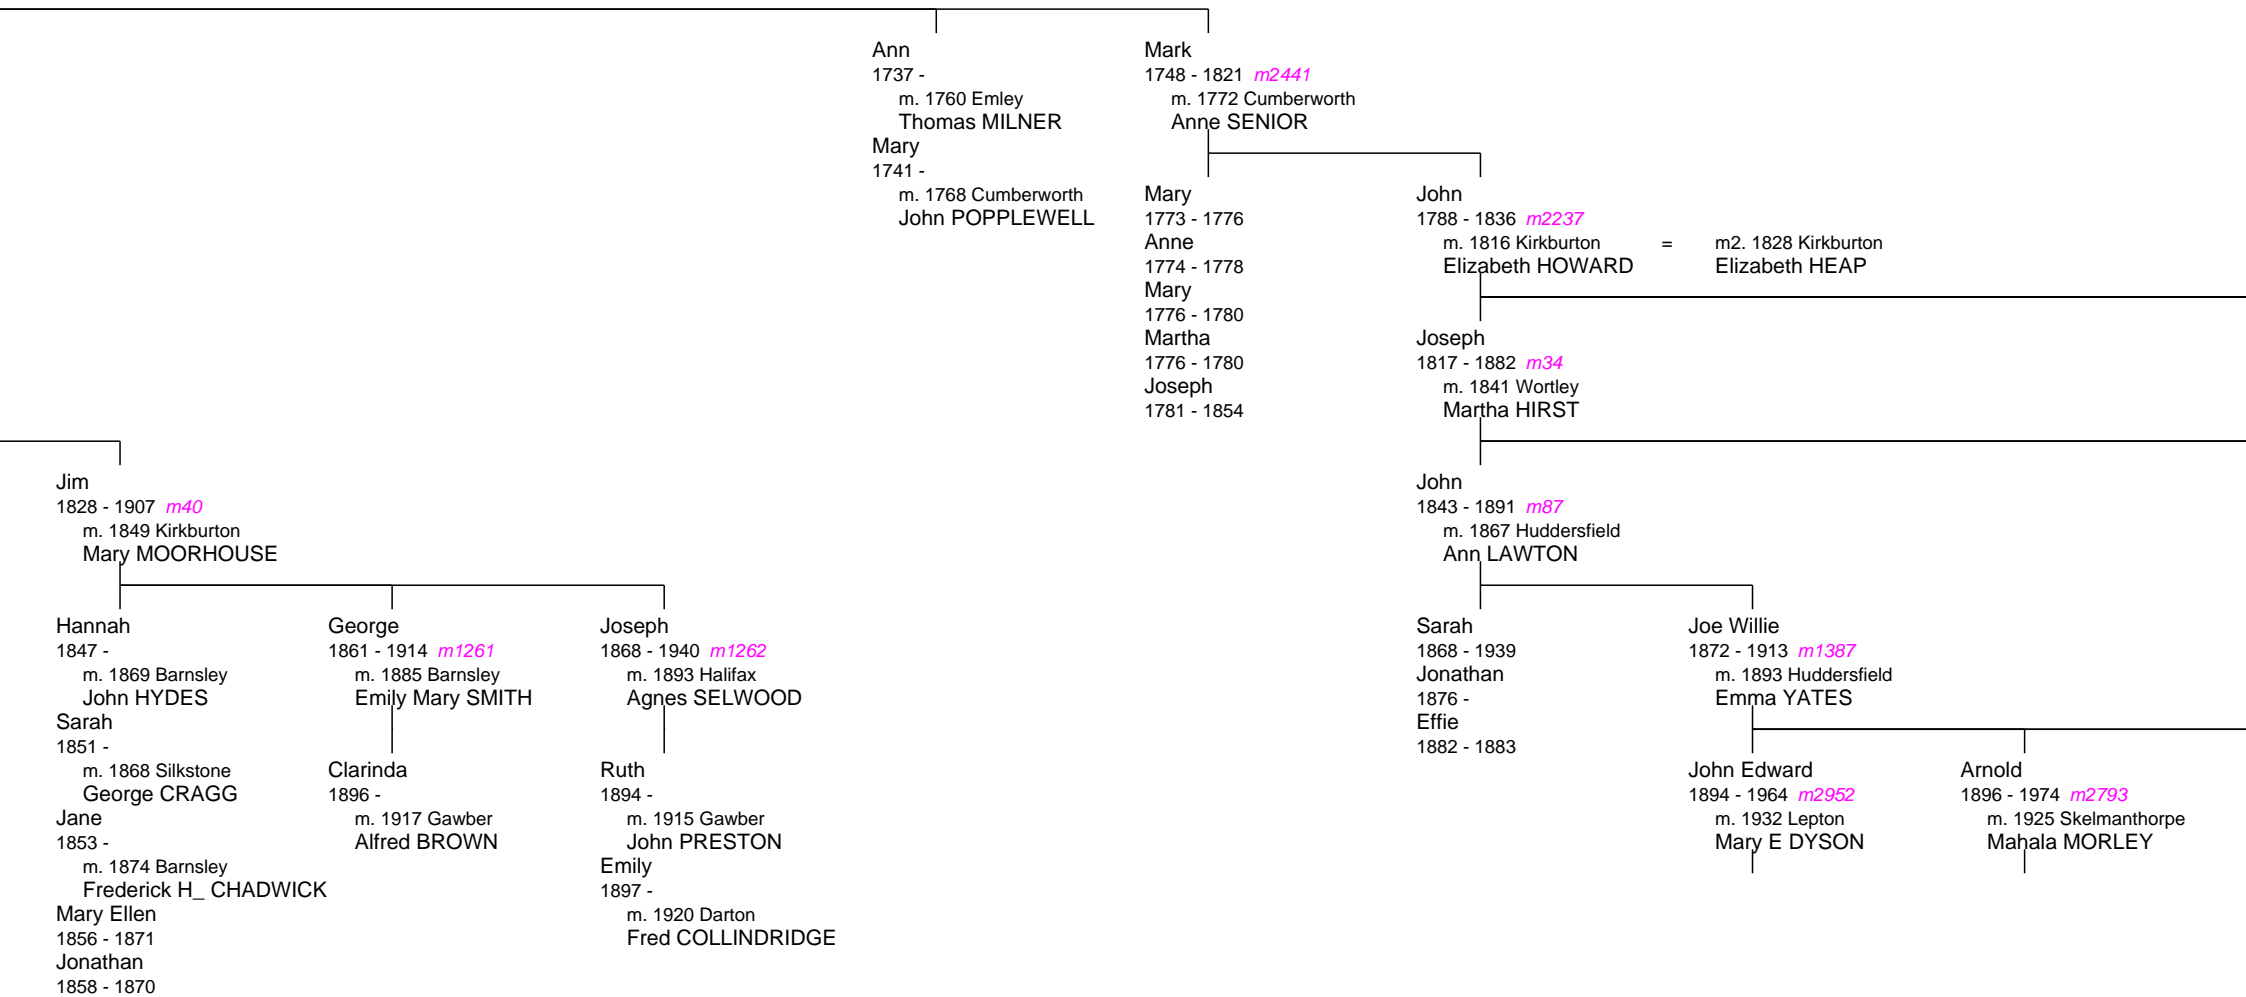 Ann
1737 -
m. 1760 Emley
Thomas MILNER
Mary
1741 -
m. 1768 Cumberworth
John POPPLEWELL
Mark
1748 - 1821 m2441
m. 1772 Cumberworth
Anne SENIOR
Mary
1773 - 1776
Anne
1774 - 1778
Mary
1776 - 1780
Martha
1776 - 1780
Joseph
1781 - 1854
John
1788 - 1836 m2237
m. 1816 Kirkburton = m2. 1828 Kirkburton
Elizabeth HOWARD Elizabeth HEAP
Joseph
1817 - 1882 m34
m. 1841 Wortley
Martha HIRST
Jim
1828 - 1907 m40
m. 1849 Kirkburton
Mary MOORHOUSE
Hannah
1847 -
m. 1869 Barnsley
John HYDES
Sarah
1851 -
m. 1868 Silkstone
George CRAGG
Jane
1853 -
m. 1874 Barnsley
Frederick H_ CHADWICK
Mary Ellen
1856 - 1871
Jonathan
1858 - 1870
George
1861 - 1914 m1261
m. 1885 Barnsley
Emily Mary SMITH
Clarinda
1896 -
m. 1917 Gawber
Alfred BROWN
Joseph
1868 - 1940 m1262
m. 1893 Halifax
Agnes SELWOOD
Ruth
1894 -
m. 1915 Gawber
John PRESTON
Emily
1897 -
m. 1920 Darton
Fred COLLINDRIDGE
John
1843 - 1891 m87
m. 1867 Huddersfield
Ann LAWTON
Sarah
1868 - 1939
Jonathan
1876 -
Effie
1882 - 1883
Joe Willie
1872 - 1913 m1387
m. 1893 Huddersfield
Emma YATES
John Edward
1894 - 1964 m2952
m. 1932 Lepton
Mary E DYSON
Arnold
1896 - 1974 m2793
m. 1925 Skelmanthorpe
Mahala MORLEY